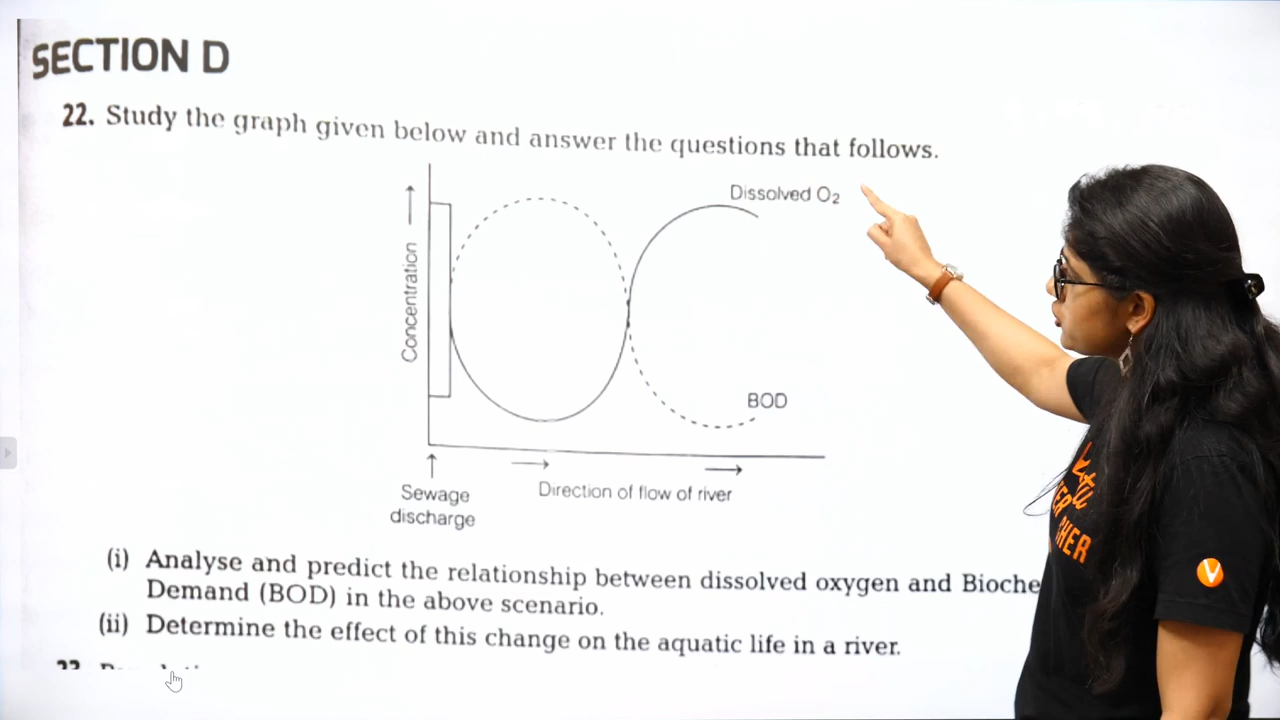 SECTION D
22. Study the graph given below and answer the questions that follows.
Dissolved O₂
Concentration
BOD
Sewage
discharge
Direction of flow of river
(i) Analyse and predict the relationship between dissolved oxygen and Bioche
Demand (BOD) in the above scenario.
(ii) Determine the effect of this change on the aquatic life in a river.
HER
V